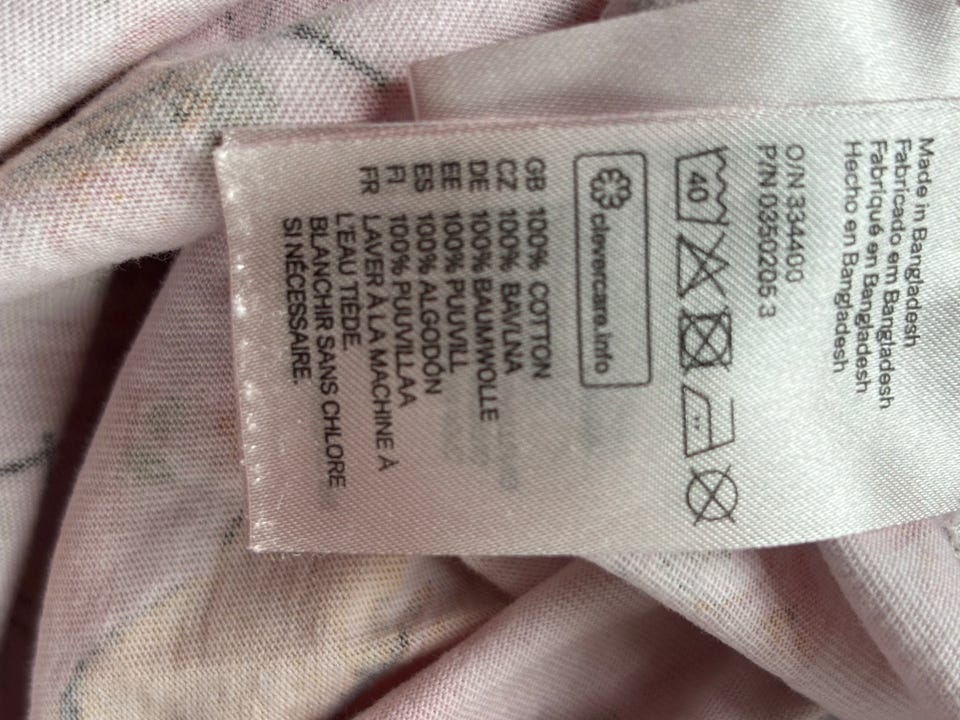 Made in Bangladesh
Fabricado em Bangladesh
Fabriqué en Bangladesh
Hecho en Bangladesh
O/N 334400
P/N 0350205 3
40
clevercare.info
GB 100% COTTON
CZ 100% BAVLNA
DE 100% BAUMWOLLE
EE 100% PUUVILL
ES 100% ALGODÓN
FI 100% PUUVILLAA
FR LAVER À LA MACHINE À
L'EAU TIÈDE.
BLANCHIR SANS CHLORE
SI NÉCESSAIRE.